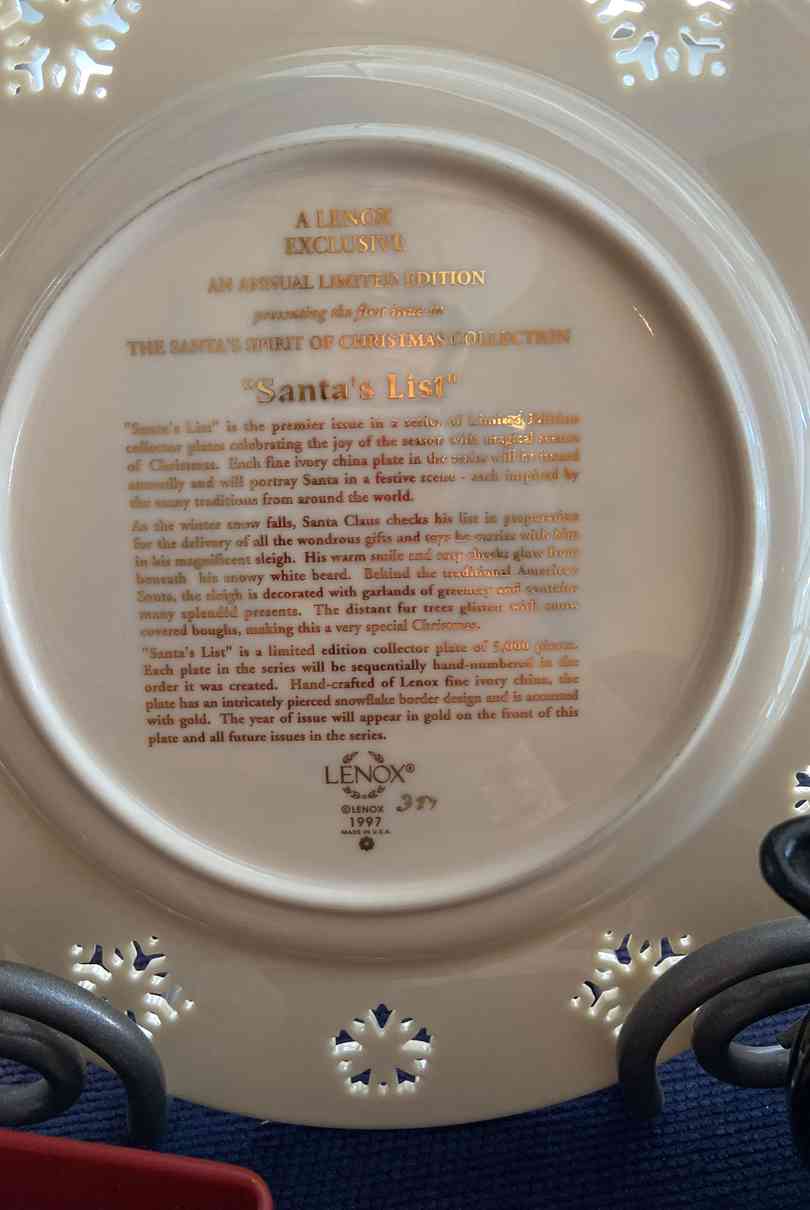 A LENOX
EXCLUSIVE
AN ANNUAL LIMITED EDITION
presenting the first issue in
THE SANTA'S SPIRIT OF CHRISTMAS COLLECTION
"Santa's List"
"Santa's List" is the premier issue in a series of Limited Edition
collector plates celebrating the joy of the season with magical scenes
of Christmas. Each fine ivory china plate in the series will be issued
annually and will portray Santa in a festive scene - each inspired by
the many traditions from around the world.
As the winter snow falls, Santa Claus checks his list in preparation
for the delivery of all the wondrous gifts and toys he carries with him
in his magnificent sleigh. His warm smile and rosy cheeks glow from
beneath his snowy white beard. Behind the traditional American
Santa, the sleigh is decorated with garlands of greenery and contains
many splendid presents. The distant fur trees glisten with snow
covered boughs, making this a very special Christmas.
"Santa's List" is a limited edition collector plate of 5,000 pieces.
Each plate in the series will be sequentially hand-numbered in the
order it was created. Hand-crafted of Lenox fine ivory china, the
plate has an intricately pierced snowflake border design and is accented
with gold. The year of issue will appear in gold on the front of this
plate and all future issues in the series.
LENOX®
©LENOX
1997
MADE IN U.S.A.